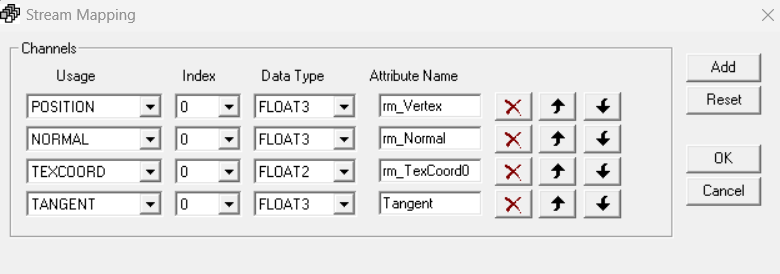 Stream Mapping
Channels
Usage Index Data Type Attribute Name
POSITION 0 FLOAT3 rm_Vertex
NORMAL 0 FLOAT3 rm_Normal
TEXCOORD 0 FLOAT2 rm_TexCoord0
TANGENT 0 FLOAT3 Tangent
Add
Reset
OK
Cancel